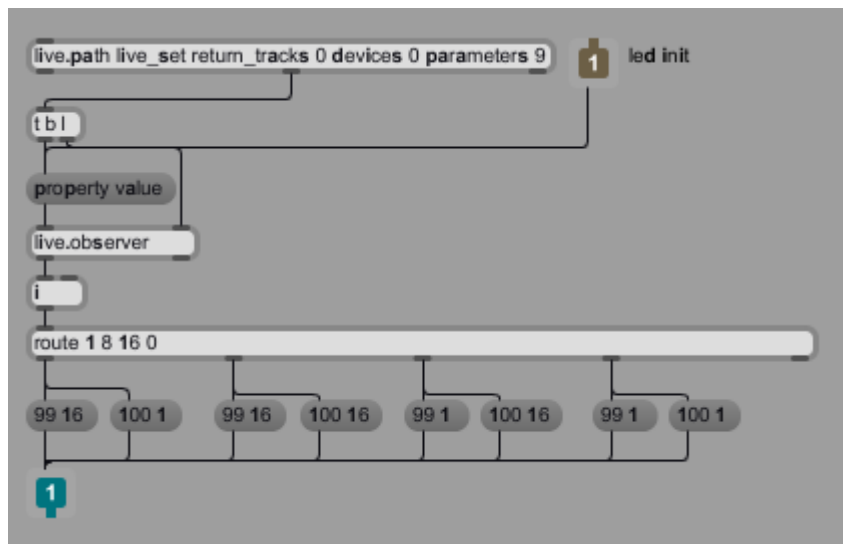 live.path live_set return_tracks 0 devices 0 parameters 9
1
led init
t b l
property value
live.observer
i
route 1 8 16 0
99 16
100 1
99 16
100 16
99 1
100 16
99 1
100 1
1